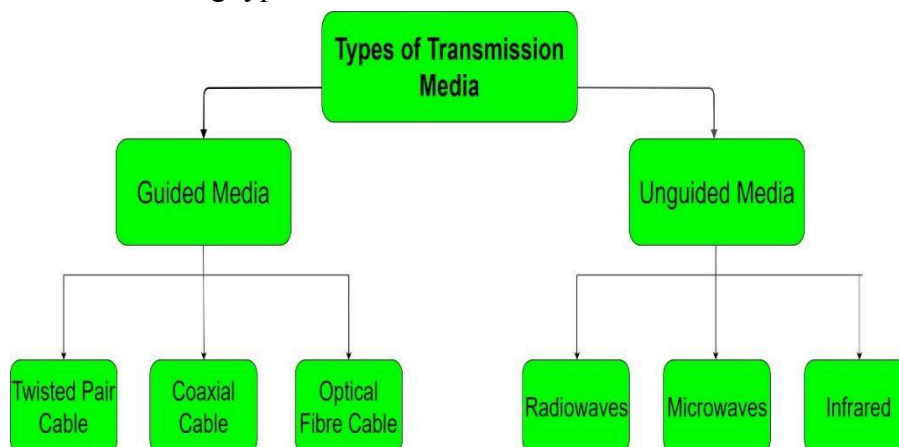 Types of Transmission
Media
Guided Media
Unguided Media
Twisted Pair
Cable
Coaxial
Cable
Optical
Fibre Cable
Radiowaves
Microwaves
Infrared